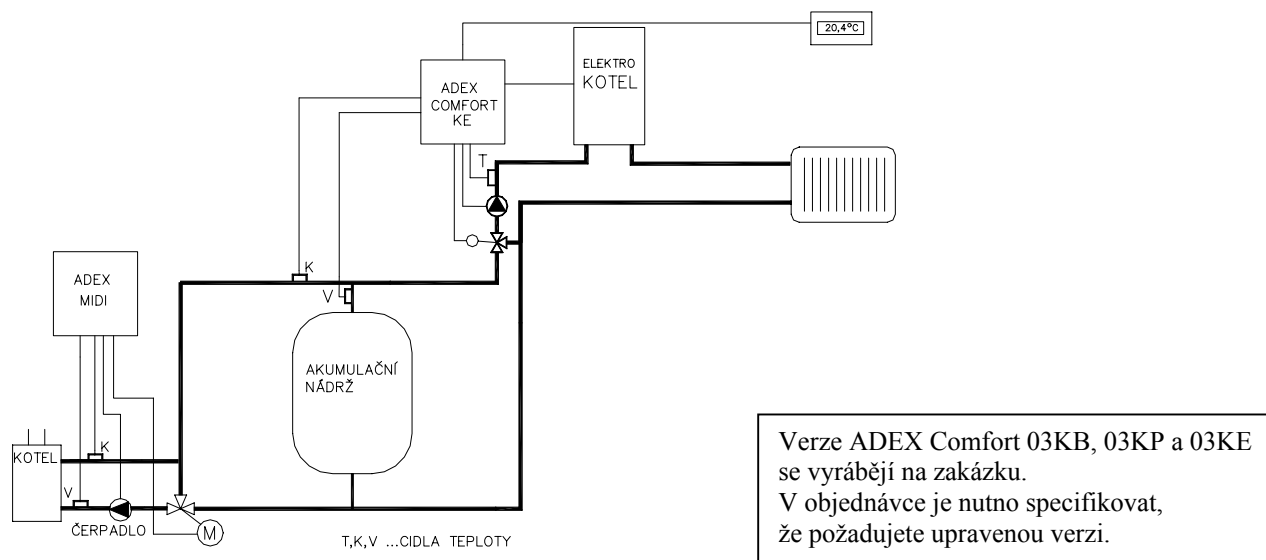 20,4°C
ELEKTRO
KOTEL
ADEX
COMFORT
KE
T
K
V
ADEX
MIDI
AKUMULAČNÍ
NÁDRŽ
KOTEL
K
V
ČERPADLO
M
T,K,V ...CIDLA TEPLOTY
Verze ADEX Comfort 03KB, 03KP a 03KE
se vyrábějí na zakázku.
V objednávce je nutno specifikovat,
že požadujete upravenou verzi.